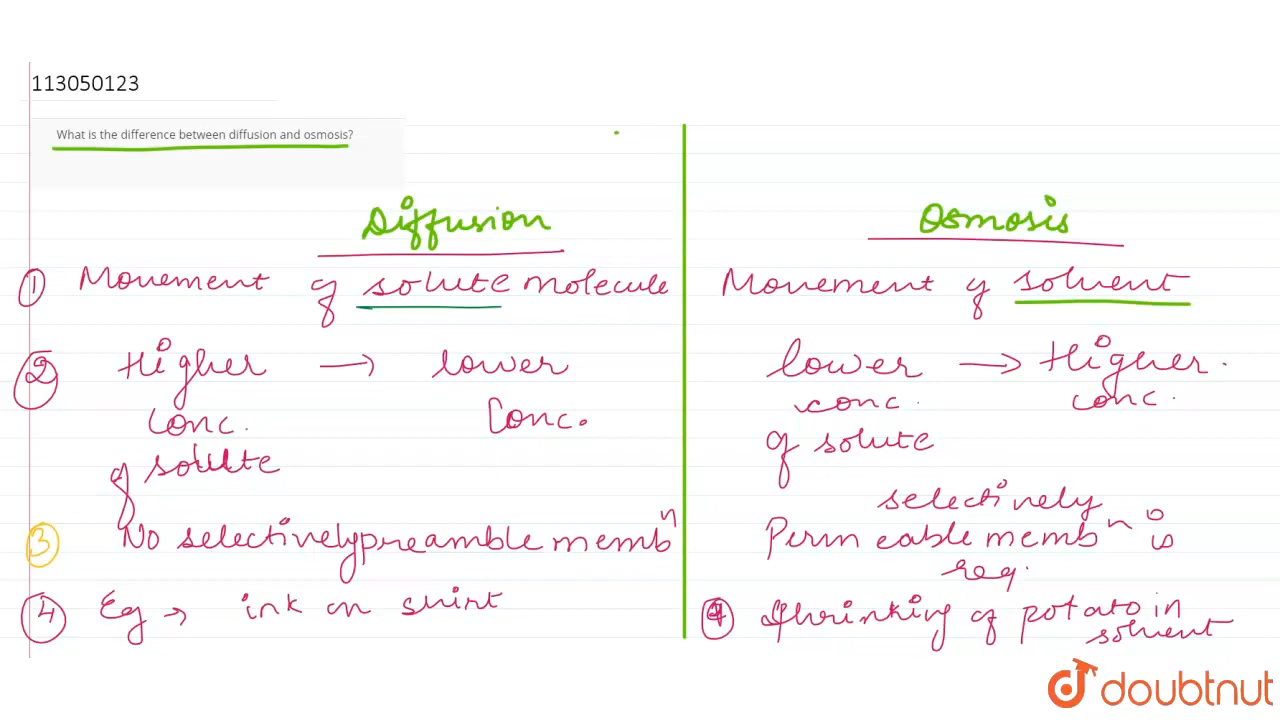 113050123
What is the difference between diffusion and osmosis?
Diffusion
Osmosis
① Movement of solute molecule
Movement of solvent
② Higher → lower
conc. Conc.
of solute
lower → Higher.
conc. conc.
of solute
③ No selectivelypreamble membn
selectively
Perm eable membn is
req.
④ Eg → ink on shirt
④ Shrinking of potato in
solvent
doubtnut